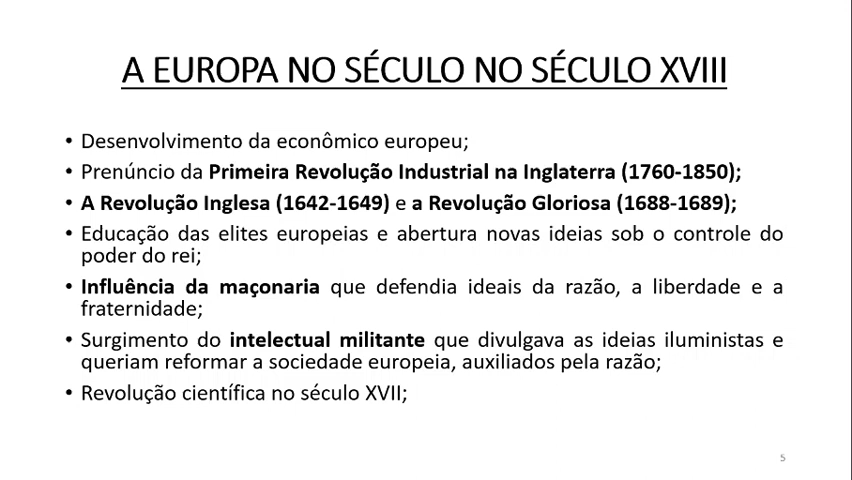 A EUROPA NO SÉCULO NO SÉCULO XVIII
• Desenvolvimento da econômico europeu;
• Prenúncio da Primeira Revolução Industrial na Inglaterra (1760-1850);
• A Revolução Inglesa (1642-1649) e a Revolução Gloriosa (1688-1689);
• Educação das elites europeias e abertura novas ideias sob o controle do
poder do rei;
• Influência da maçonaria que defendia ideais da razão, a liberdade e a
fraternidade;
• Surgimento do intelectual militante que divulgava as ideias iluministas e
queriam reformar a sociedade europeia, auxiliados pela razão;
• Revolução científica no século XVII;
5